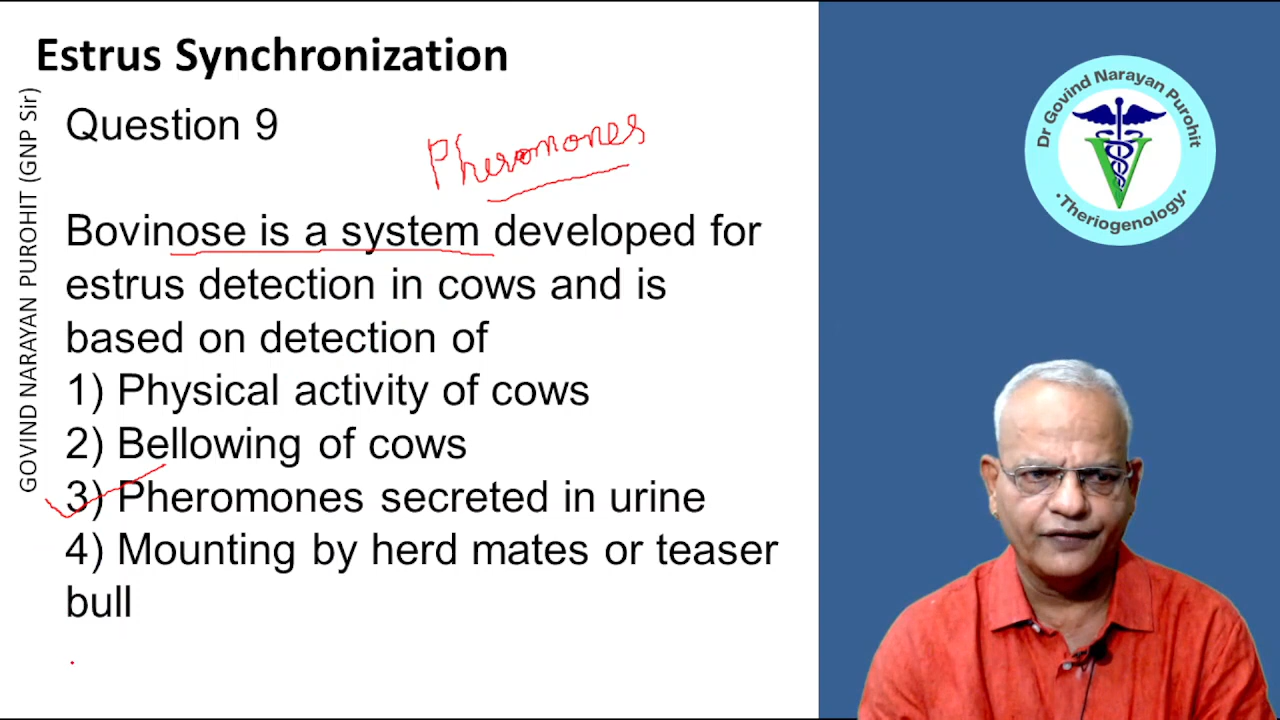 Estrus Synchronization
GOVIND NARAYAN PUROHIT (GNP Sir)
Question 9
Pheromones
Bovinose is a system developed for
estrus detection in cows and is
based on detection of
1) Physical activity of cows
2) Bellowing of cows
3) Pheromones secreted in urine
4) Mounting by herd mates or teaser
bull
Dr Govind Narayan Purohit
V
•Theriogenology•